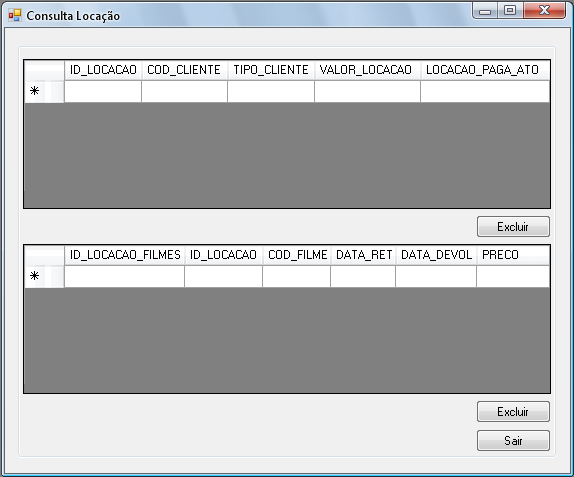 Consulta Locação
ID_LOCACAO COD_CLIENTE TIPO_CLIENTE VALOR_LOCACAO LOCACAO_PAGA_ATO
Excluir
ID_LOCACAO_FILMES ID_LOCACAO COD_FILME DATA_RET DATA_DEVOL PRECO
Excluir
Sair